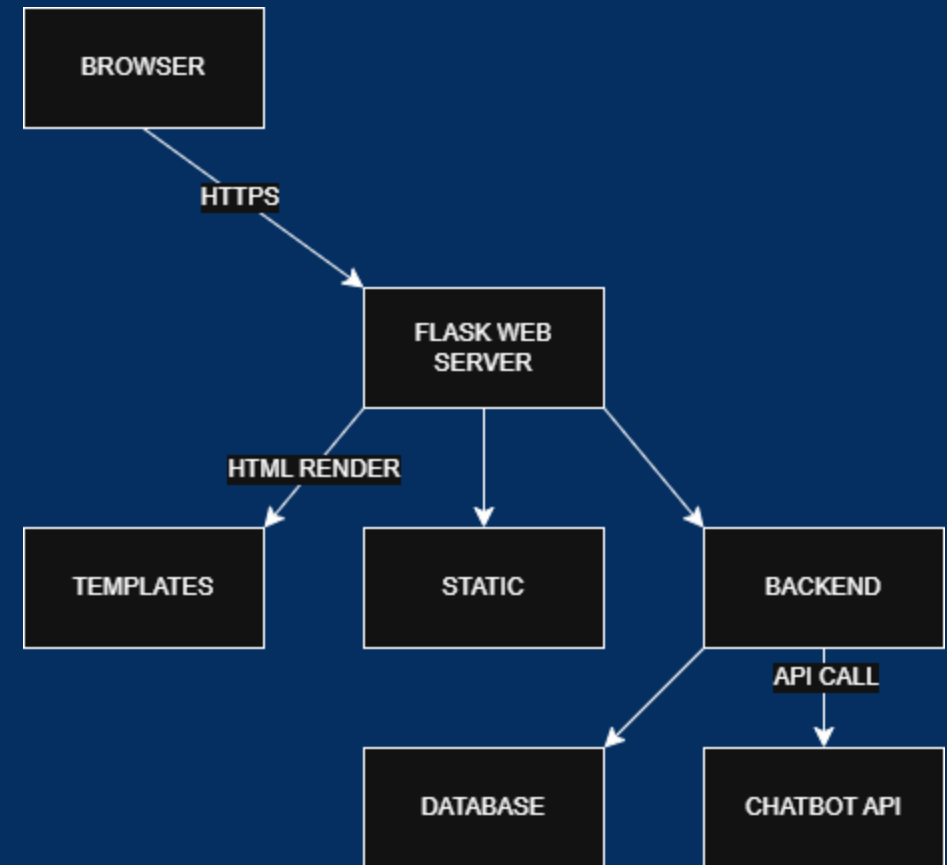 BROWSER
HTTPS
FLASK WEB
SERVER
HTML RENDER
TEMPLATES
STATIC
BACKEND
API CALL
DATABASE
CHATBOT API